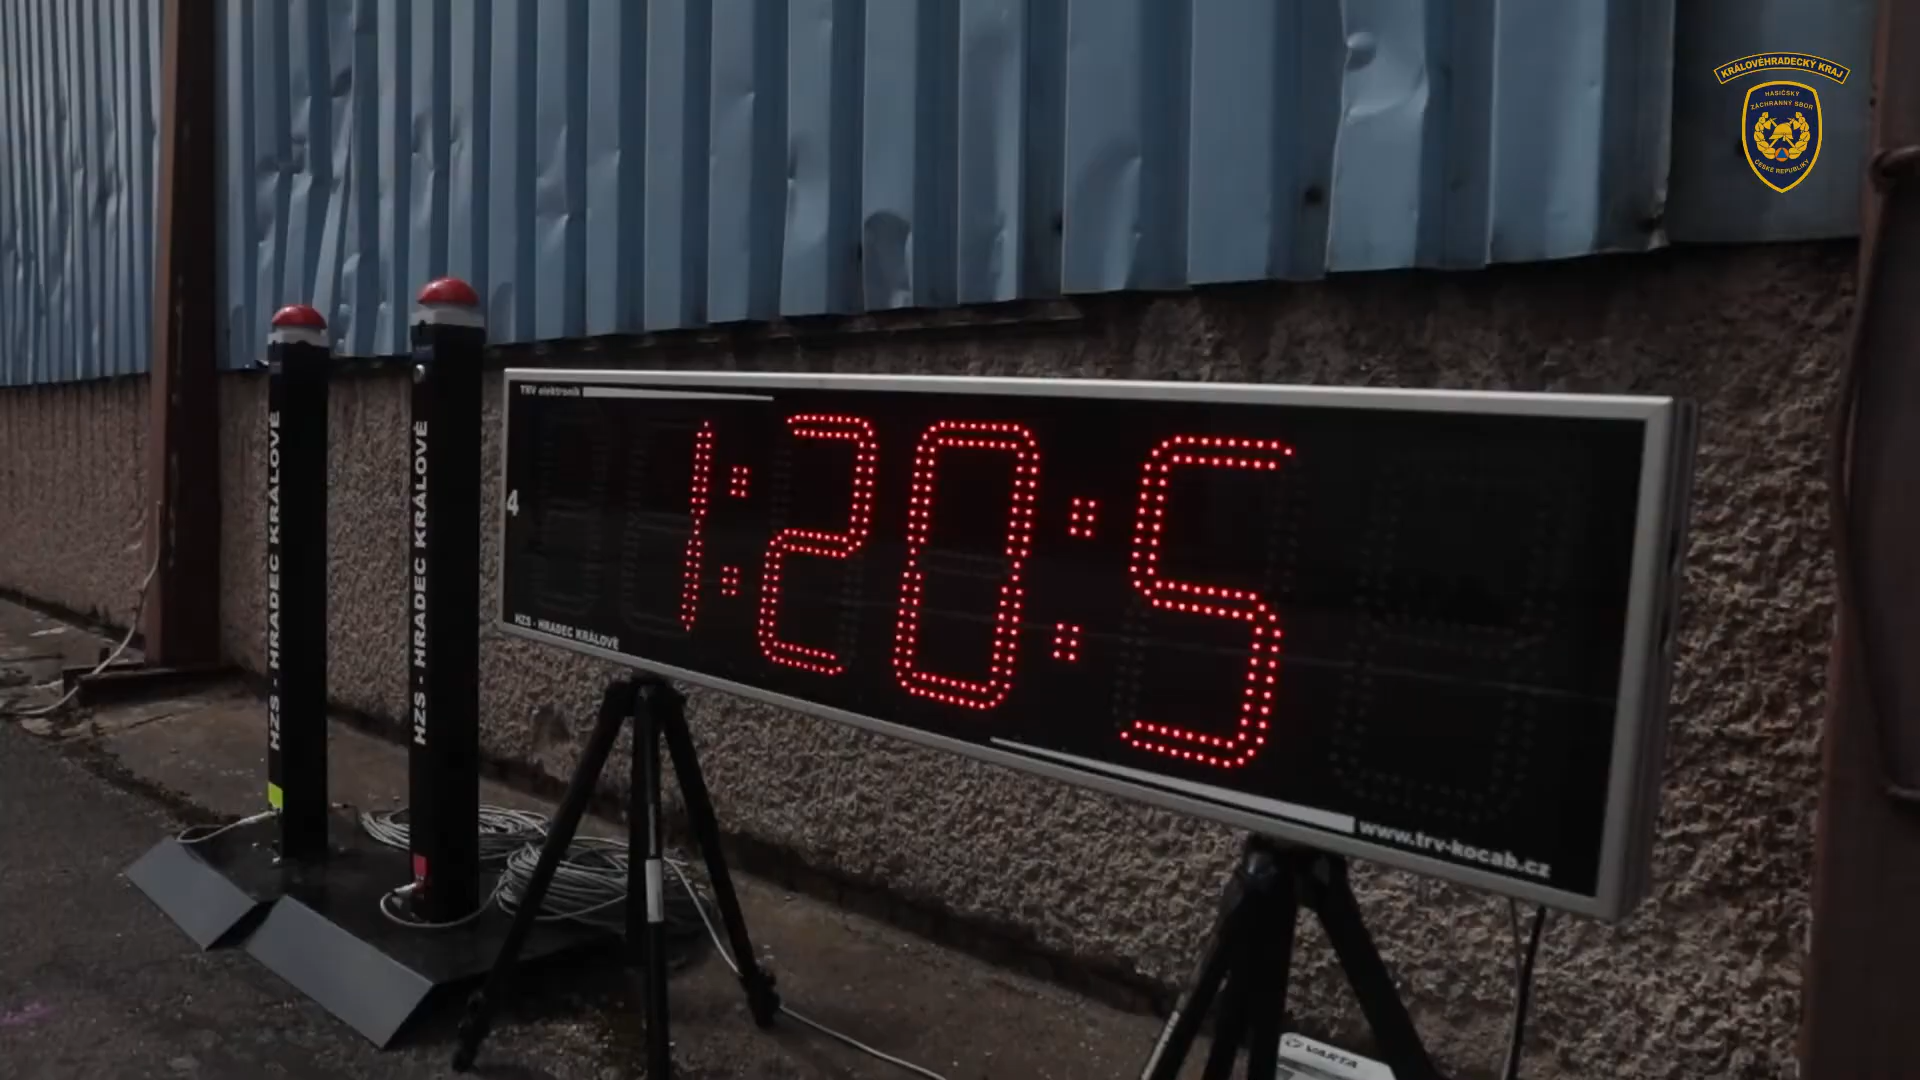 KRÁLOVÉHRADECKÝ KRAJ
HASIČSKÝ
ZÁCHRANNÝ SBOR
ČESKÉ REPUBLIKY
HZS - HRADEC KRÁLOVÉ
HZS - HRADEC KRÁLOVÉ
TRV elektronik
4
1:20:5
HZS - HRADEC KRÁLOVÉ
www.trv-kocab.cz
VARTA